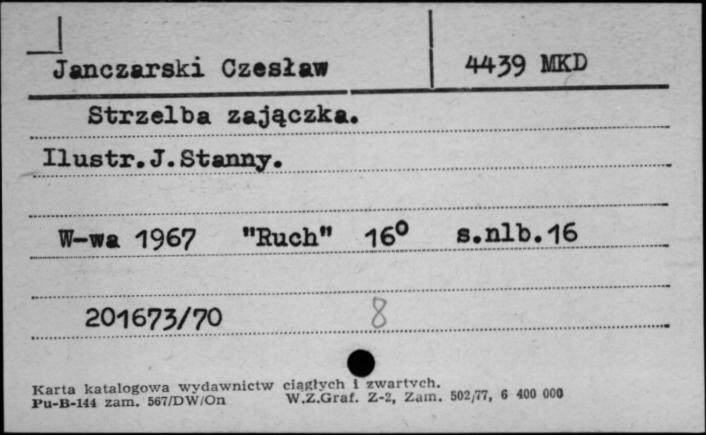 Janczarski Czesław 4439 MKD
Strzelba zajączka.
Ilustr.J.Stanny.
W-wa 1967 "Ruch" 16° s.nlb.16
201673/70 8
Karta katalogowa wydawnictw ciągłych i zwartych.
Pu-B-144 zam. 567/DW/On W.Z.Graf. Z-2, Zam. 502/77, 6 400 000